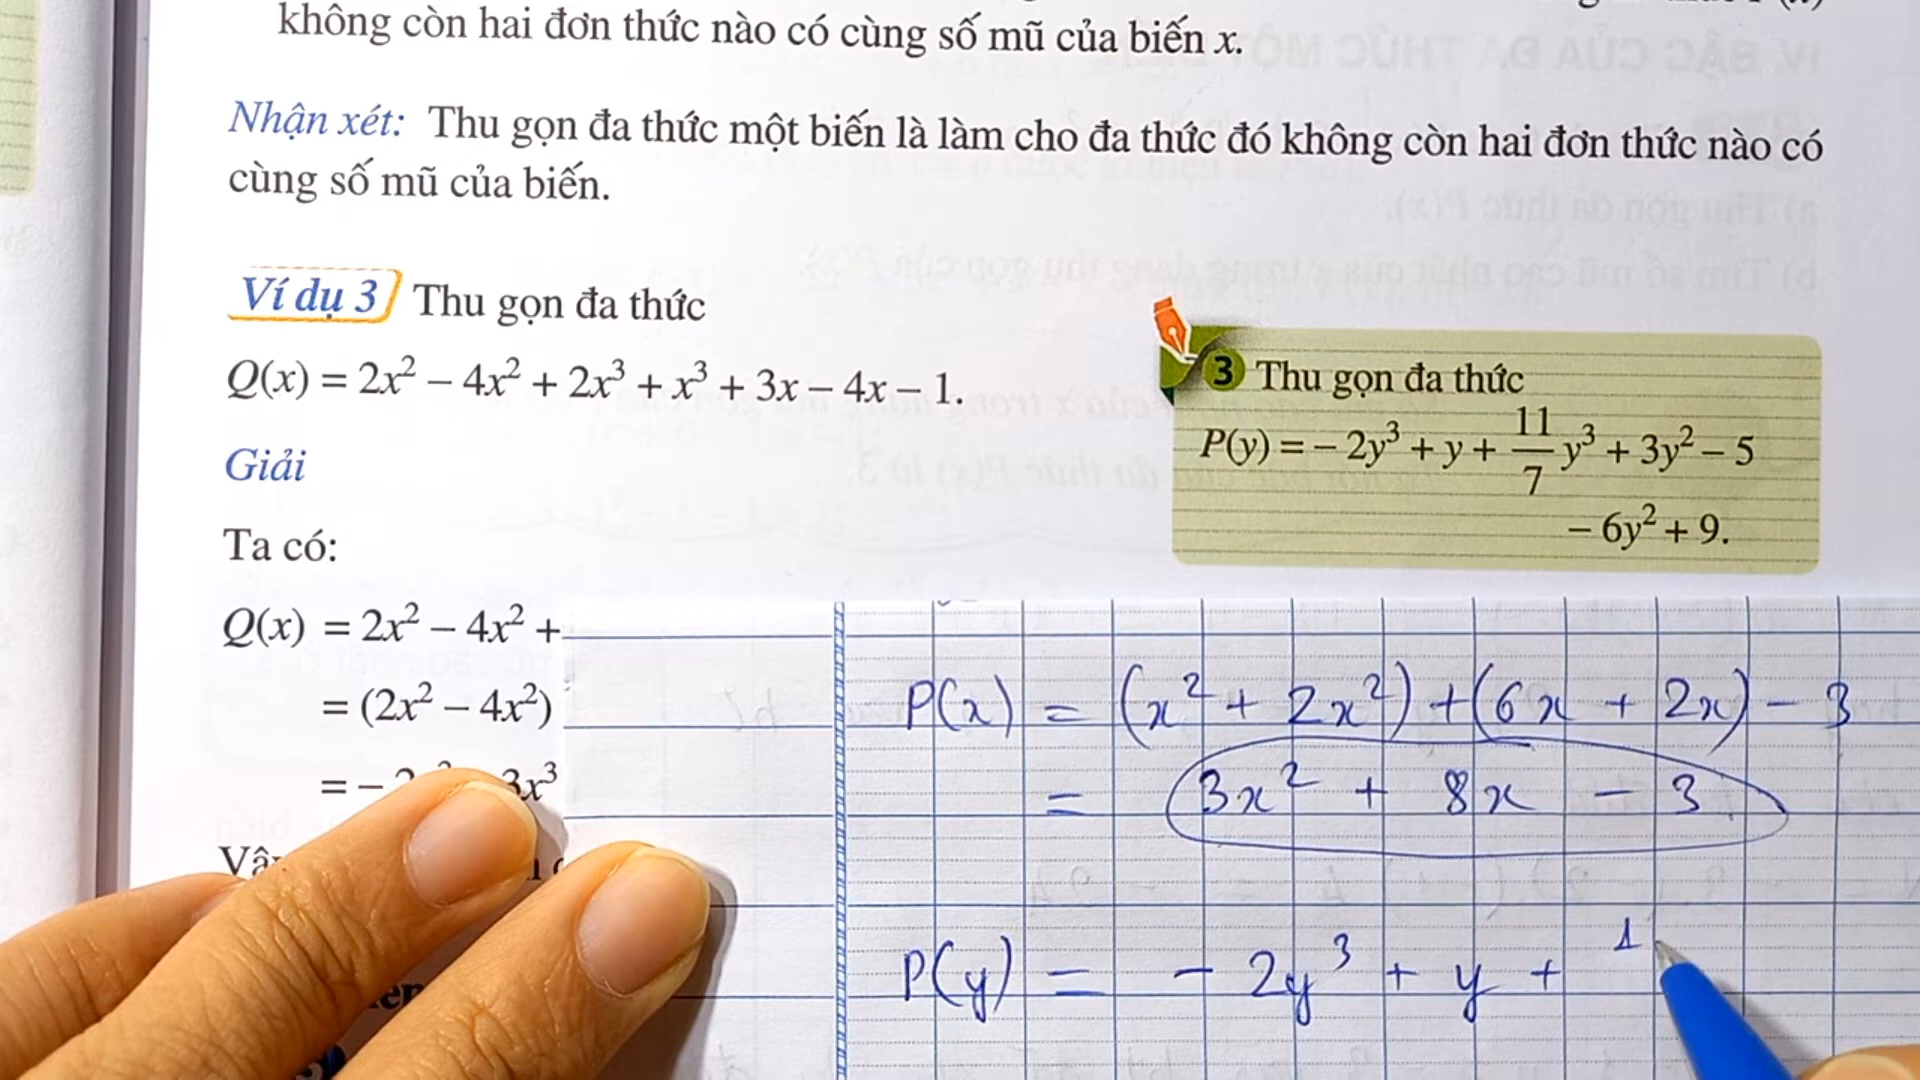 không còn hai đơn thức nào có cùng số mũ của biến x.
Nhận xét: Thu gọn đa thức một biến là làm cho đa thức đó không còn hai đơn thức nào có
cùng số mũ của biến.
Ví dụ 3 Thu gọn đa thức
Q(x) = 2x² – 4x² + 2x³ + x³ + 3x – 4x – 1.
Giải
Ta có:
Q(x) = 2x² – 4x² +
= (2x² – 4x²)
3 Thu gọn đa thức
P(y) = – 2y³ + y + 11/7 y³ + 3y² – 5
– 6y² + 9.
P(x) = (x² + 2x²) + (6x + 2x) – 3
= 3x² + 8x – 3
P(y) = – 2y³ + y + 1